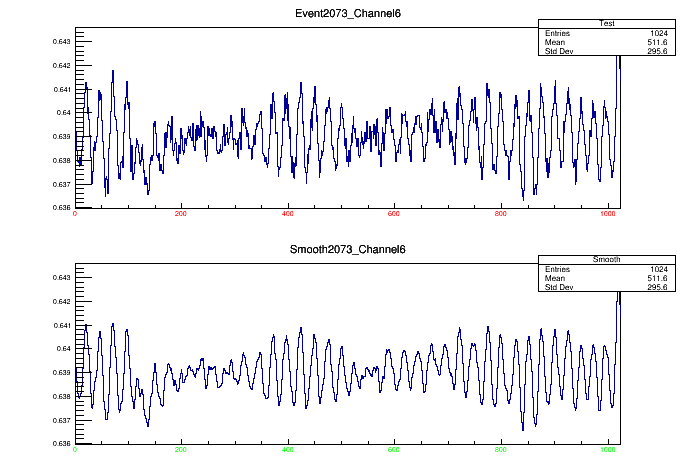 Event2073_Channel6
Test
Entries 1024
Mean 511.6
Std Dev 295.6
0.643
0.642
0.641
0.64
0.639
0.638
0.637
0.636
0 200 400 600 800 1000
Smooth2073_Channel6
Smooth
Entries 1024
Mean 511.6
Std Dev 295.6
0.643
0.642
0.641
0.64
0.639
0.638
0.637
0.636
0 200 400 600 800 1000